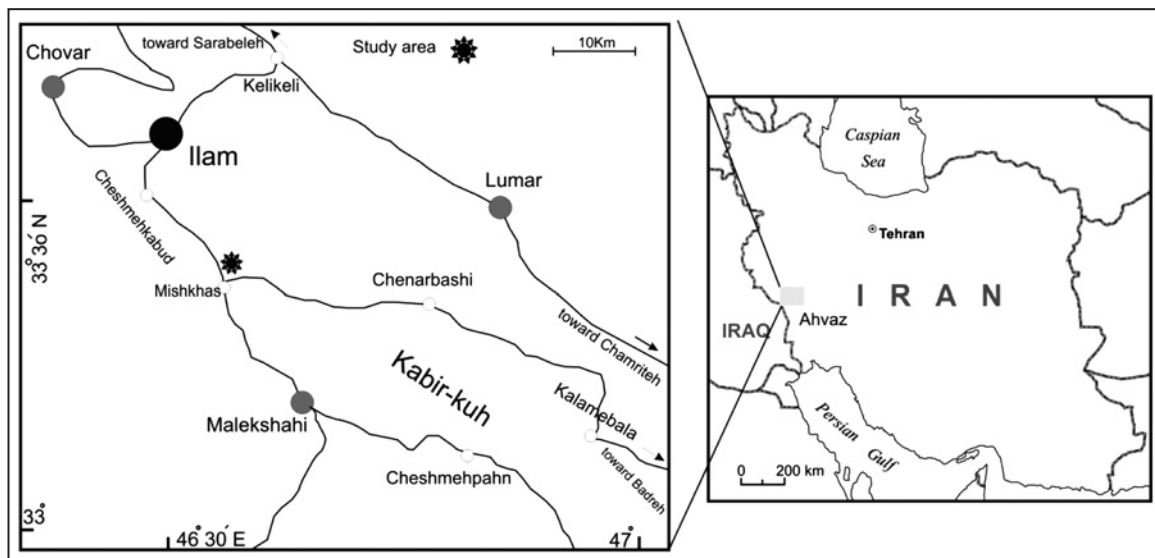 Chovar
toward Sarabeleh
Study area
10Km
Kelikeli
Ilam
Cheshmehkabud
Lumar
33° 30′ N
Mishkhas
Chenarbashi
toward Chamriteh
Kabir-kuh
Kalamebala
Malekshahi
Cheshmehpahn
toward Badreh
33°
46° 30′ E
47°
Caspian
Sea
Tehran
IRAN
Ahvaz
IRAQ
Persian
Gulf
0 200 km